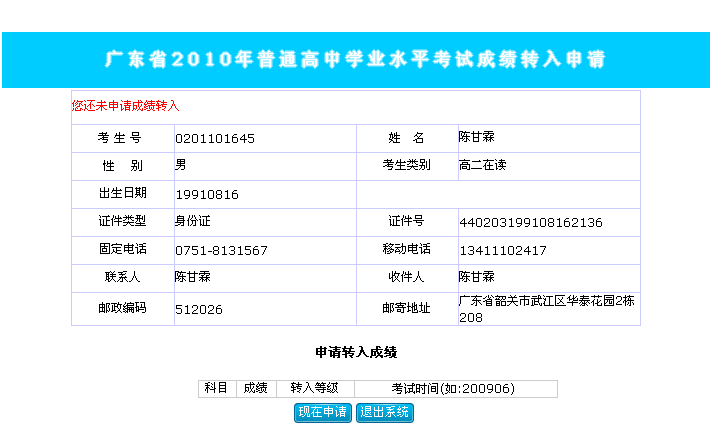 广东省2010年普通高中学业水平考试成绩转入申请
您还未申请成绩转入
考 生 号 0201101645 姓 名 陈甘霖
性 别 男 考生类别 高二在读
出生日期 19910816
证件类型 身份证 证件号 440203199108162136
固定电话 0751-8131567 移动电话 13411102417
联系人 陈甘霖 收件人 陈甘霖
邮政编码 512026 邮寄地址 广东省韶关市武江区华泰花园2栋
208
申请转入成绩
科目 成绩 转入等级 考试时间(如:200906)
现在申请 退出系统